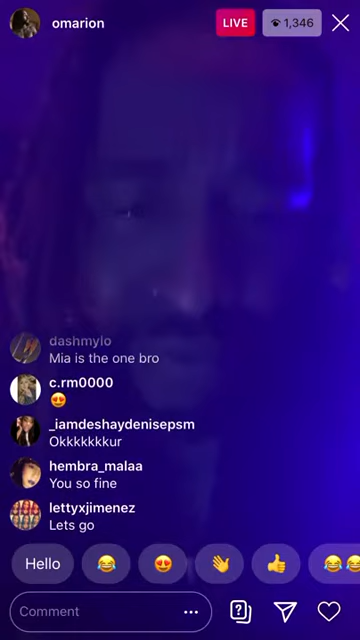 omarion LIVE 1,346
dashmylo
Mia is the one bro
c.rm0000
😍
_iamdeshaydenisepsm
Okkkkkkkur
hembra_malaa
You so fine
lettyxjimenez
Lets go
Hello 😂 😍 👋 👍 😂😂
Comment